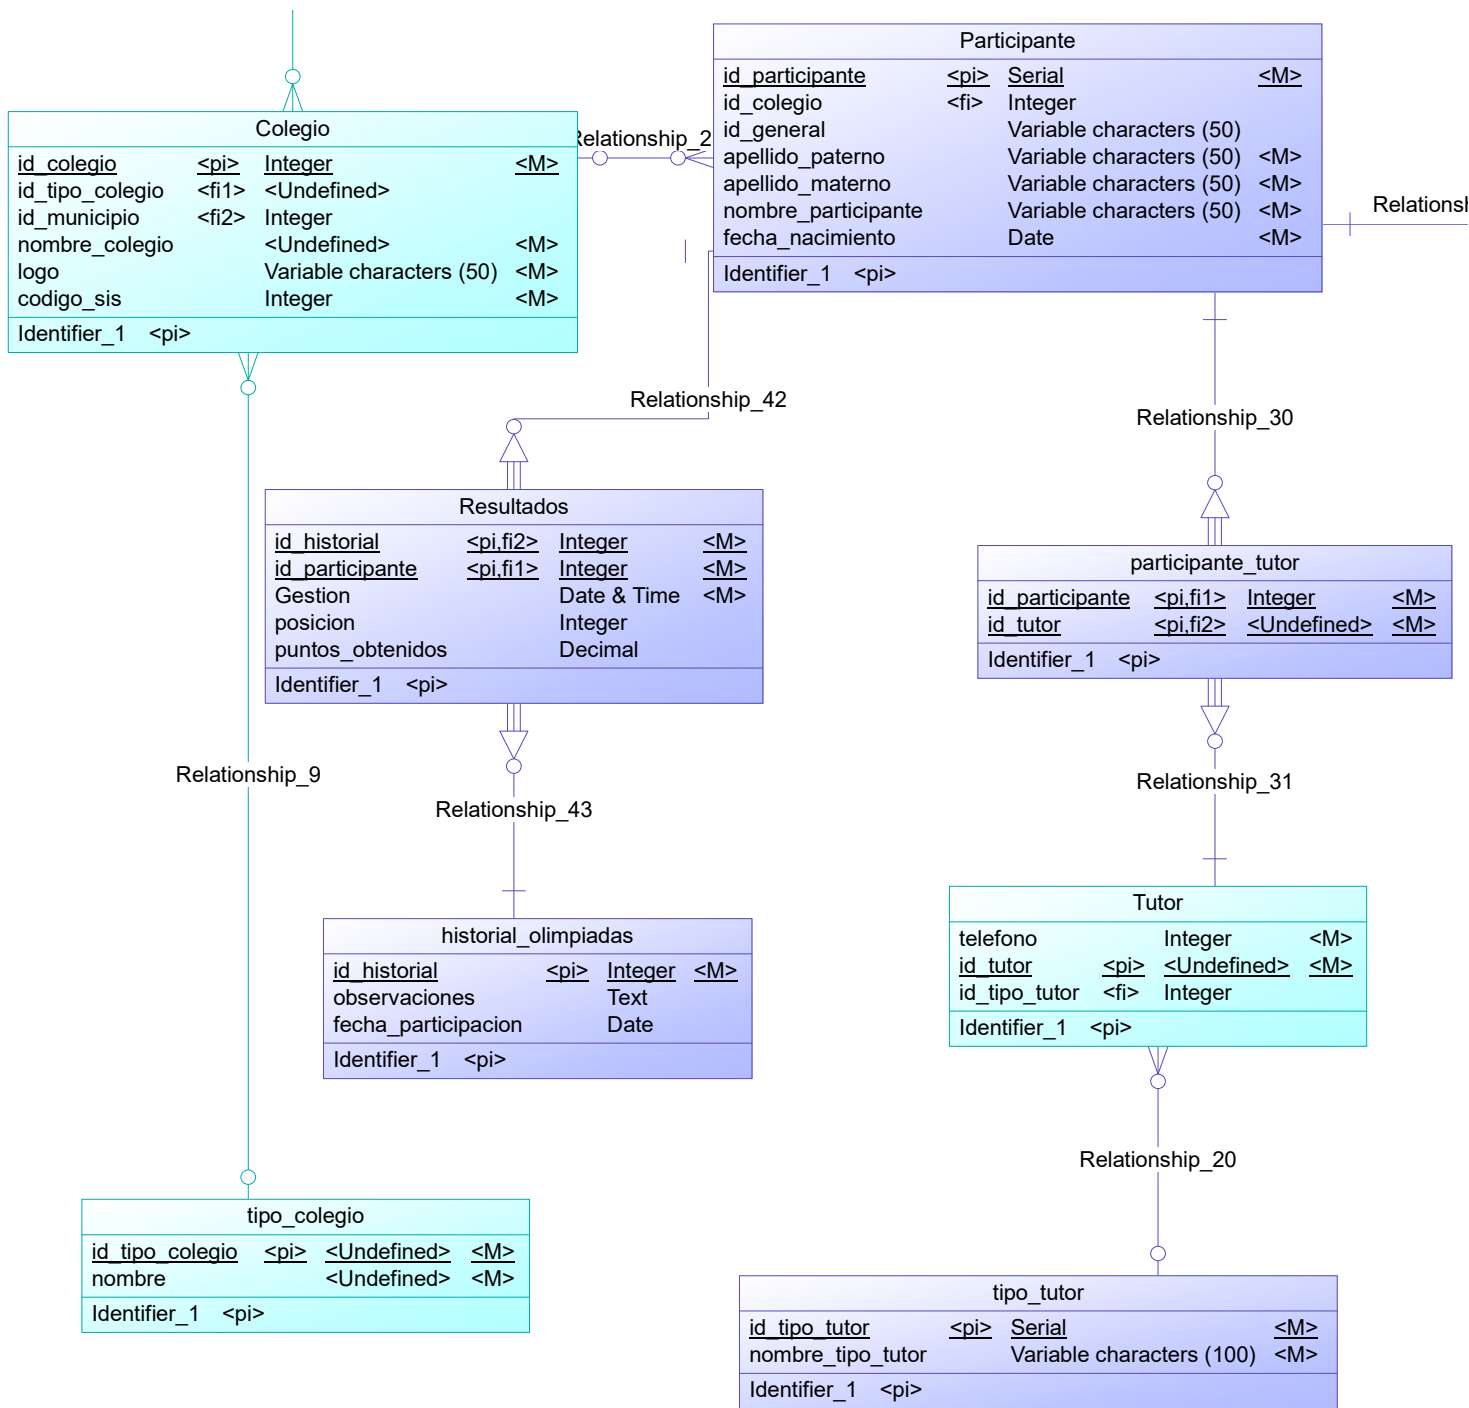 Participante
id_participante <pi> Serial <M>
id_colegio <fi> Integer
id_general Variable characters (50)
apellido_paterno Variable characters (50) <M>
apellido_materno Variable characters (50) <M>
nombre_participante Variable characters (50) <M>
fecha_nacimiento Date <M>
Identifier_1 <pi>
Colegio
id_colegio <pi> Integer <M>
id_tipo_colegio <fi1> <Undefined>
id_municipio <fi2> Integer
nombre_colegio <Undefined> <M>
logo Variable characters (50) <M>
codigo_sis Integer <M>
Identifier_1 <pi>
Relationship_2
Relationsh
Relationship_42
Relationship_30
Resultados
id_historial <pi,fi2> Integer <M>
id_participante <pi,fi1> Integer <M>
Gestion Date & Time <M>
posicion Integer
puntos_obtenidos Decimal
Identifier_1 <pi>
participante_tutor
id_participante <pi,fi1> Integer <M>
id_tutor <pi,fi2> <Undefined> <M>
Identifier_1 <pi>
Relationship_9
Relationship_43
Relationship_31
historial_olimpiadas
id_historial <pi> Integer <M>
observaciones Text
fecha_participacion Date
Identifier_1 <pi>
Tutor
telefono Integer <M>
id_tutor <pi> <Undefined> <M>
id_tipo_tutor <fi> Integer
Identifier_1 <pi>
Relationship_20
tipo_colegio
id_tipo_colegio <pi> <Undefined> <M>
nombre <Undefined> <M>
Identifier_1 <pi>
tipo_tutor
id_tipo_tutor <pi> Serial <M>
nombre_tipo_tutor Variable characters (100) <M>
Identifier_1 <pi>